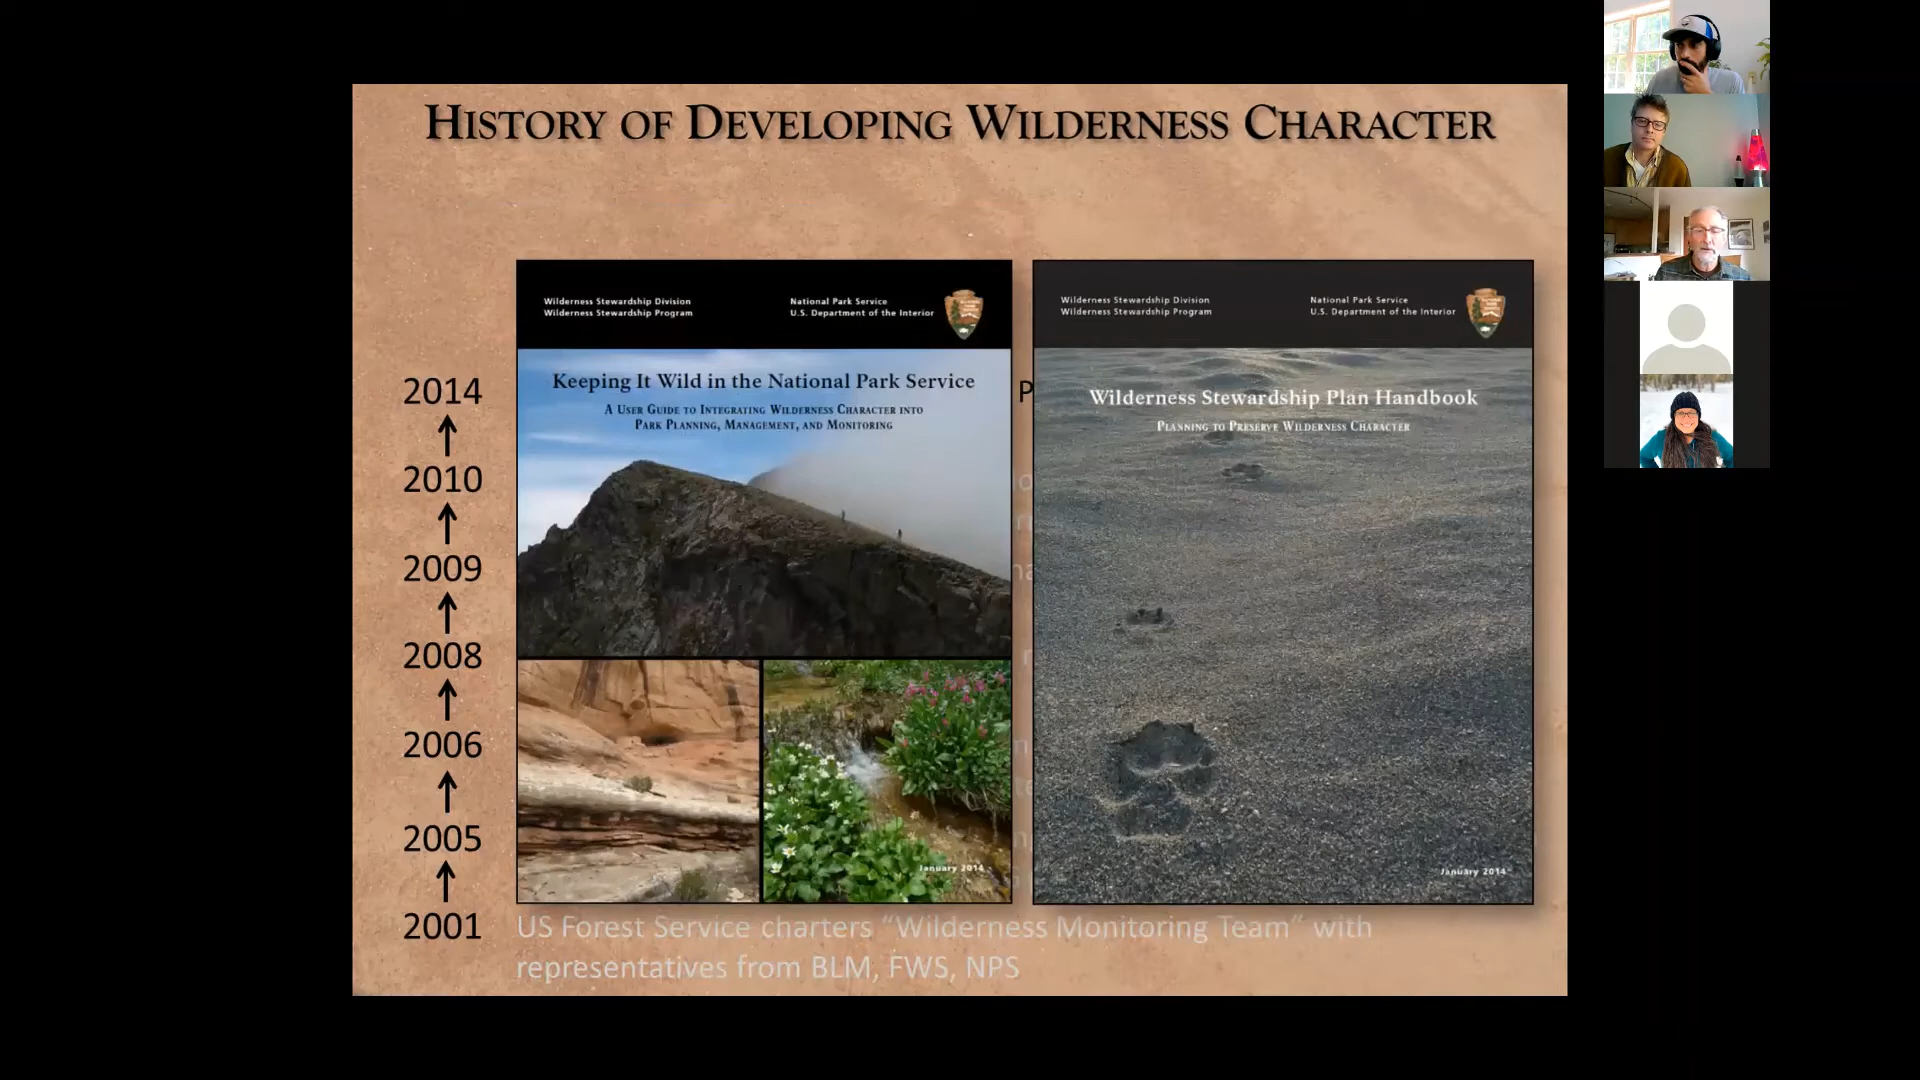 HISTORY OF DEVELOPING WILDERNESS CHARACTER
Wilderness Stewardship Division
Wilderness Stewardship Program
National Park Service
U.S. Department of the Interior
Keeping It Wild in the National Park Service
A USER GUIDE TO INTEGRATING WILDERNESS CHARACTER INTO
PARK PLANNING, MANAGEMENT, AND MONITORING
January 2014
Wilderness Stewardship Division
Wilderness Stewardship Program
National Park Service
U.S. Department of the Interior
Wilderness Stewardship Plan Handbook
PLANNING TO PRESERVE WILDERNESS CHARACTER
January 2014
2014
2010
2009
2008
2006
2005
2001
US Forest Service charters “Wilderness Monitoring Team” with
representatives from BLM, FWS, NPS